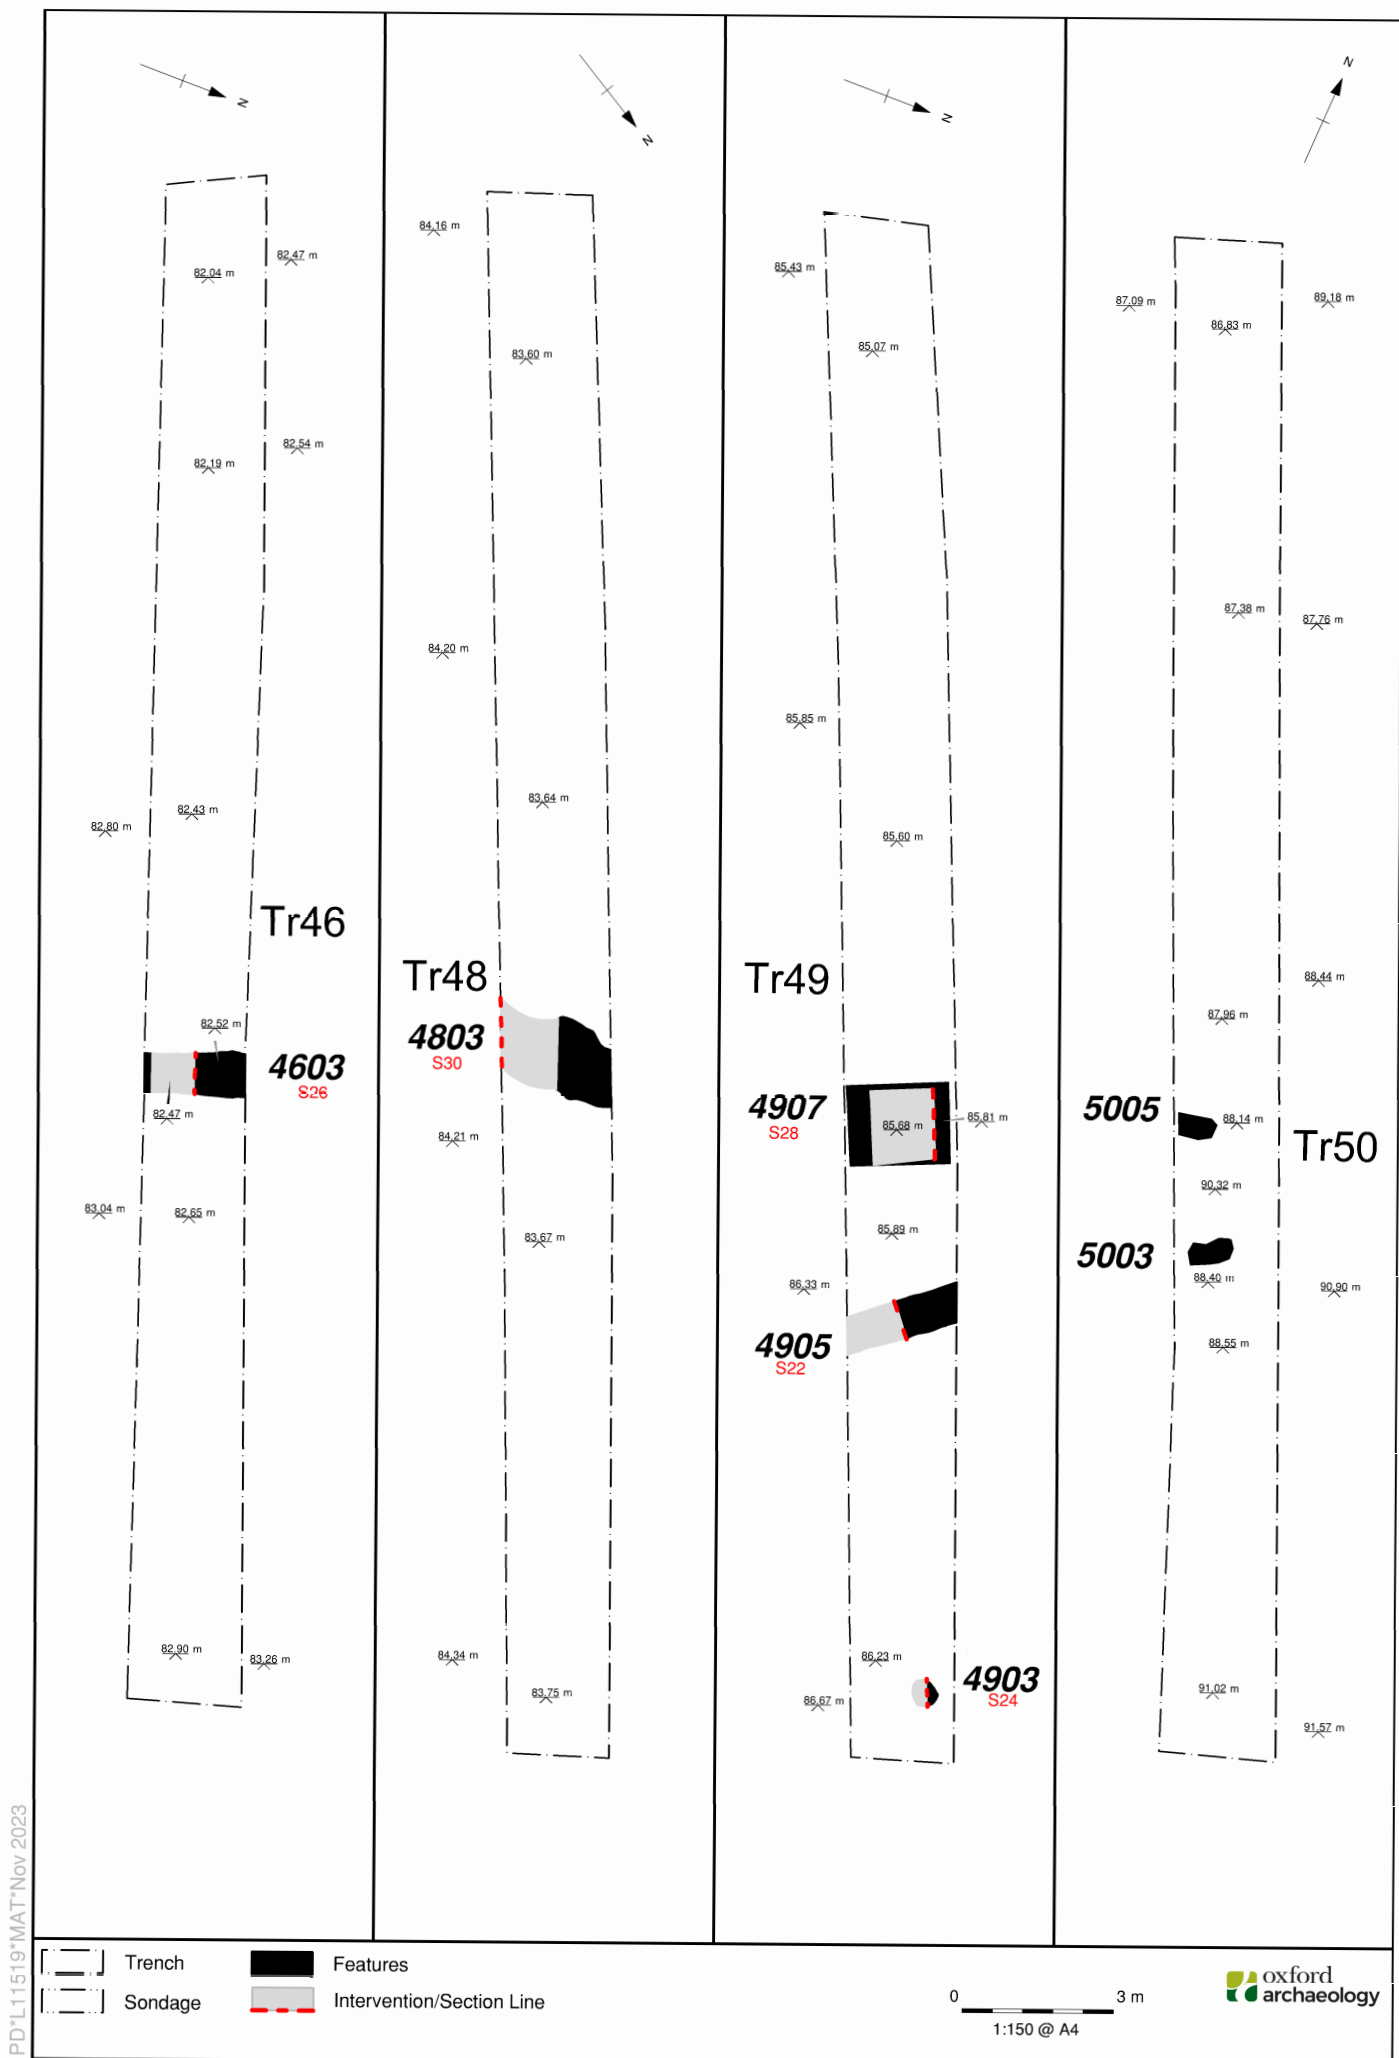 N
N
N
N
82.04 m
82.47 m
82.19 m
82.54 m
82.43 m
82.80 m
Tr46
82.52 m
4603
S26
82.47 m
83.04 m
82.65 m
82.90 m
83.26 m
84.16 m
83.60 m
84.20 m
83.64 m
Tr48
4803
S30
84.21 m
83.67 m
84.34 m
83.75 m
85.43 m
85.07 m
85.85 m
85.60 m
Tr49
4907
S28
85.68 m
85.81 m
85.89 m
86.33 m
4905
S22
86.23 m
4903
S24
86.67 m
87.09 m
86.83 m
89.18 m
87.38 m
87.76 m
88.44 m
87.96 m
5005
88.14 m
Tr50
90.32 m
5003
88.40 m
90.90 m
88.55 m
91.02 m
91.57 m
PD*L11519*MAT*Nov 2023
Trench
Features
Sondage
Intervention/Section Line
0 3 m
1:150 @ A4
oxford
archaeology